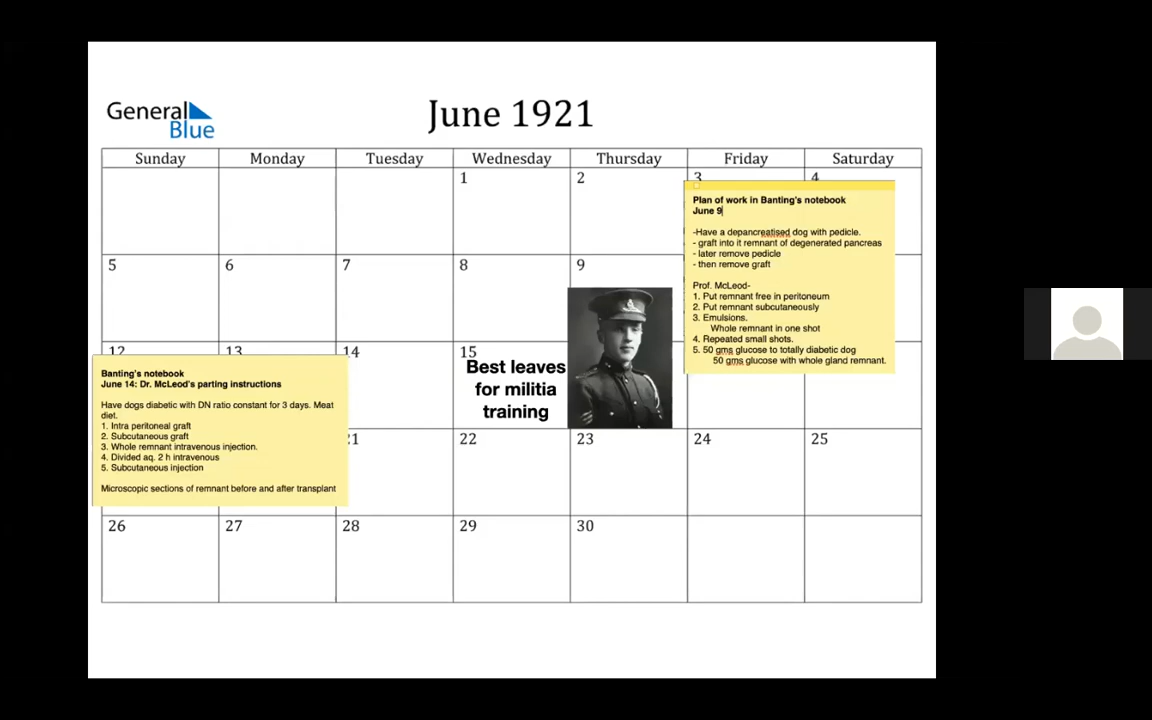 General
Blue
June 1921
Sunday Monday Tuesday Wednesday Thursday Friday Saturday
1 2 3 4
Plan of work in Banting's notebook
June 9
-Have a depancreatised dog with pedicle.
- graft into it remnant of degenerated pancreas
- later remove pedicle
- then remove graft
Prof. McLeod-
1. Put remnant free in peritoneum
2. Put remnant subcutaneously
3. Emulsions.
Whole remnant in one shot
4. Repeated small shots.
5. 50 gms glucose to totally diabetic dog
50 gms glucose with whole gland remnant.
5 6 7 8 9
12 13 14 15
Best leaves
for militia
training
Banting's notebook
June 14: Dr. McLeod's parting instructions
Have dogs diabetic with DN ratio constant for 3 days. Meat
diet.
1. Intra peritoneal graft
2. Subcutaneous graft
3. Whole remnant intravenous injection.
4. Divided aq. 2 h intravenous
5. Subcutaneous injection
Microscopic sections of remnant before and after transplant
21 22 23 24 25
26 27 28 29 30